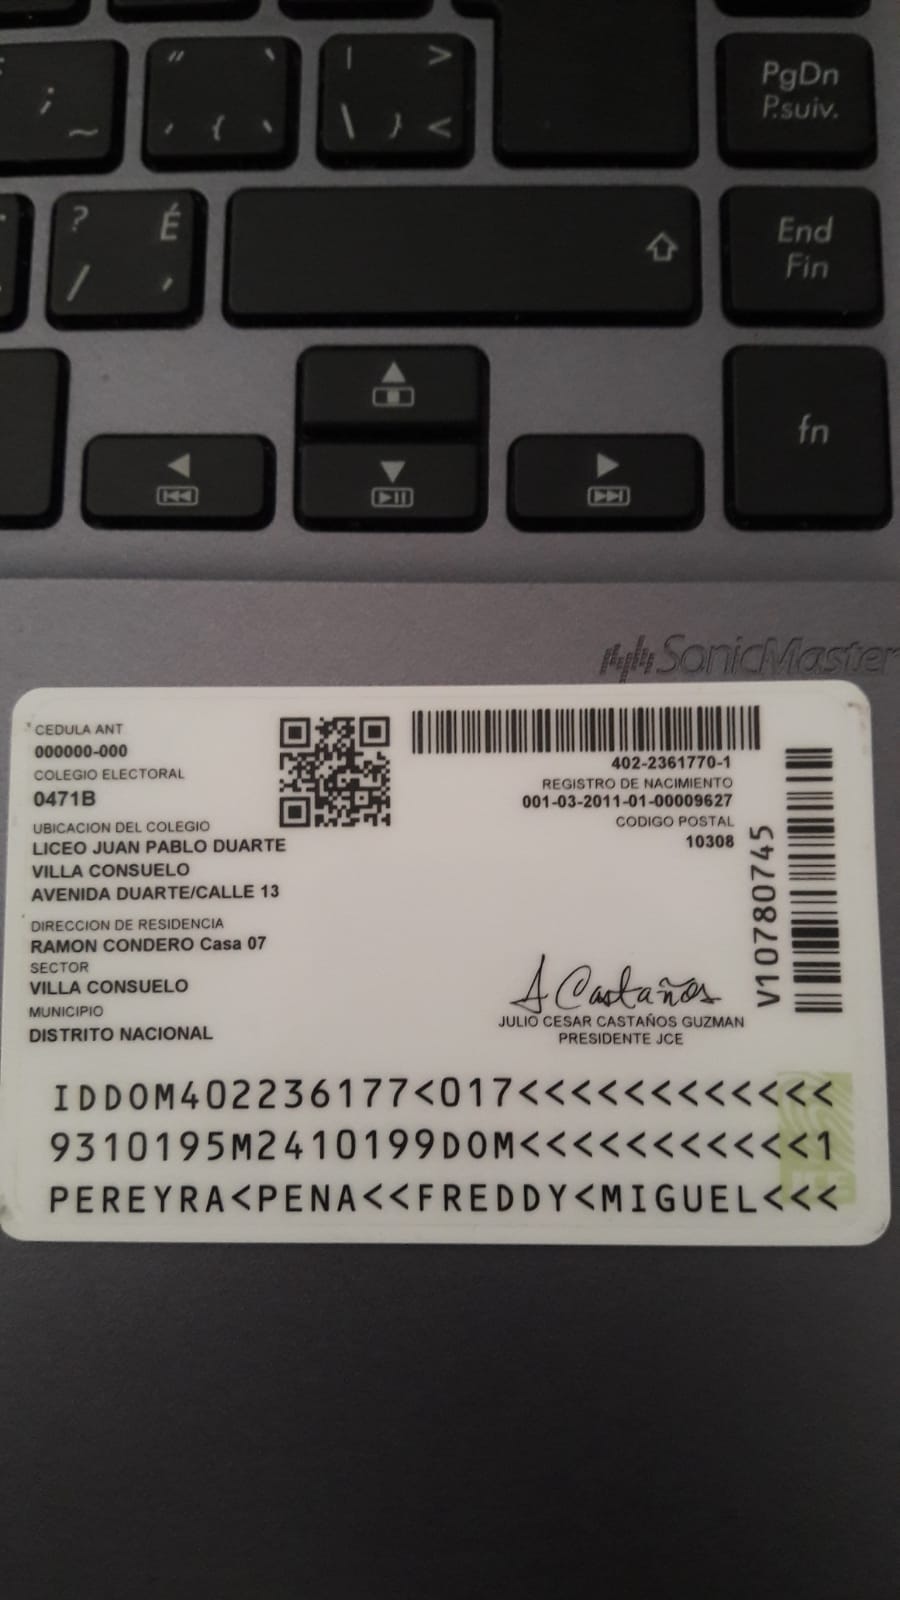 PgDn
P.suiv.
End
Fin
fn
SonicMaster
CEDULA ANT
000000-000
COLEGIO ELECTORAL
0471B
UBICACION DEL COLEGIO
LICEO JUAN PABLO DUARTE
VILLA CONSUELO
AVENIDA DUARTE/CALLE 13
DIRECCION DE RESIDENCIA
RAMON CONDERO Casa 07
SECTOR
VILLA CONSUELO
MUNICIPIO
DISTRITO NACIONAL
402-2361770-1
REGISTRO DE NACIMIENTO
001-03-2011-01-00009627
CODIGO POSTAL
10308
V10780745
JULIO CESAR CASTAÑOS GUZMAN
PRESIDENTE JCE
IDDOM402236177<017<<<<<<<<<<<<
9310195M2410199DOM<<<<<<<<<<<1
PEREYRA<PENA<<FREDDY<MIGUEL<<<